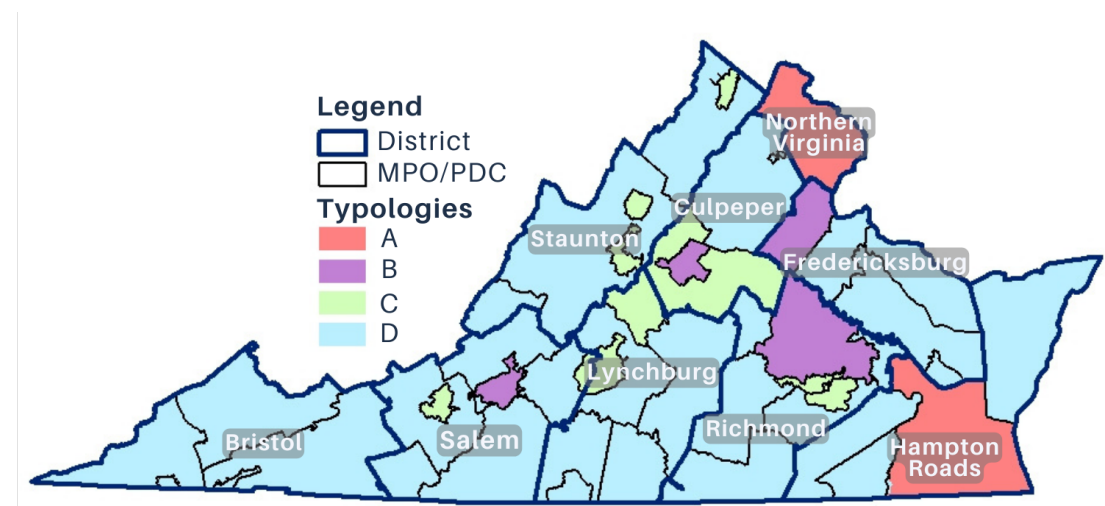 Legend
District
MPO/PDC
Typologies
A
B
C
D
Northern
Virginia
Culpeper
Staunton
Fredericksburg
Lynchburg
Richmond
Bristol
Salem
Hampton
Roads